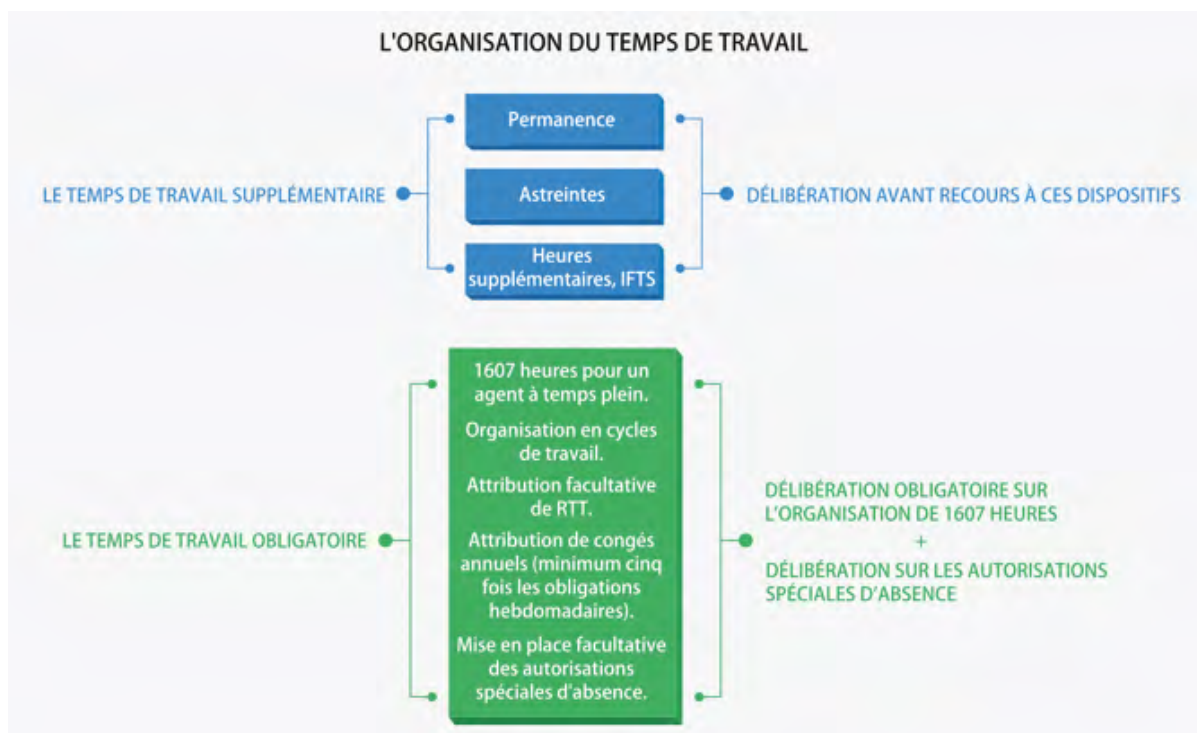 L'ORGANISATION DU TEMPS DE TRAVAIL
LE TEMPS DE TRAVAIL SUPPLÉMENTAIRE
Permanence
Astreintes
Heures
supplémentaires, IFTS
DÉLIBÉRATION AVANT RECOURS À CES DISPOSITIFS
LE TEMPS DE TRAVAIL OBLIGATOIRE
1607 heures pour un
agent à temps plein.
Organisation en cycles
de travail.
Attribution facultative
de RTT.
Attribution de congés
annuels (minimum cinq
fois les obligations
hebdomadaires).
Mise en place facultative
des autorisations
spéciales d'absence.
DÉLIBÉRATION OBLIGATOIRE SUR
L'ORGANISATION DE 1607 HEURES
+
DÉLIBÉRATION SUR LES AUTORISATIONS
SPÉCIALES D'ABSENCE